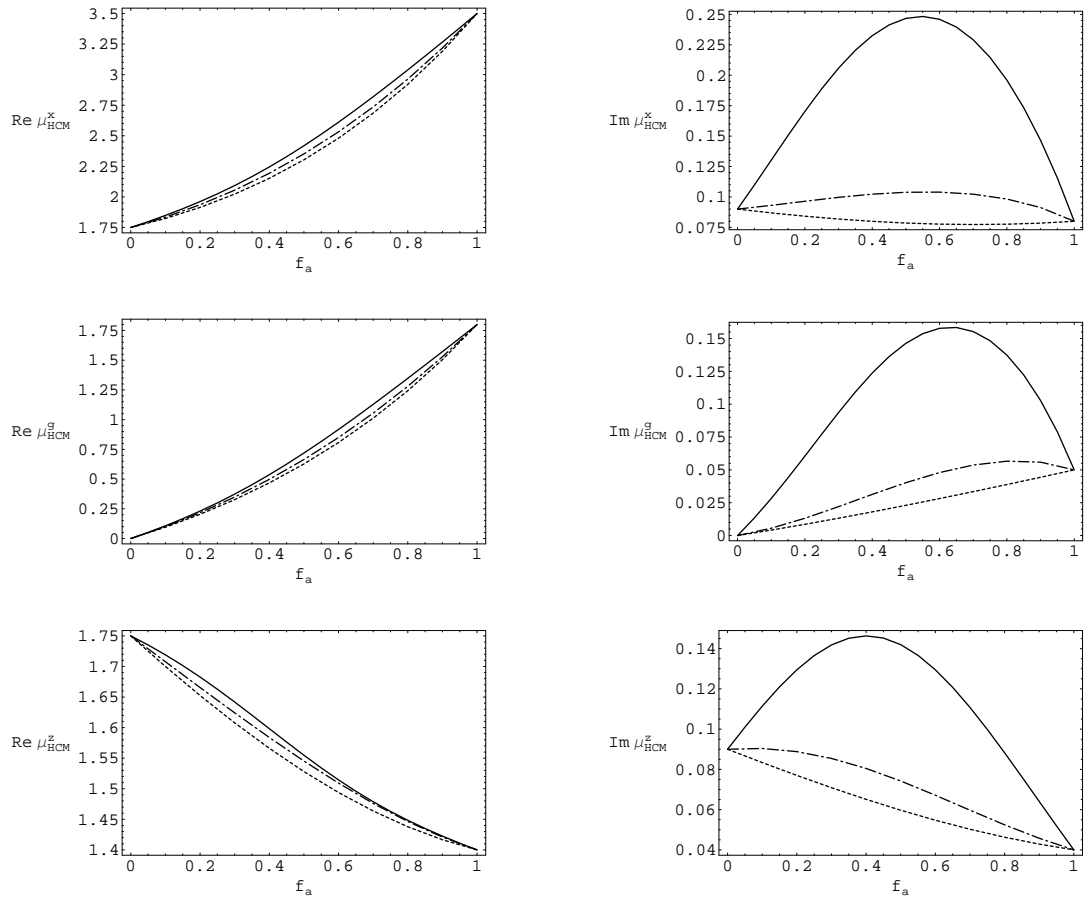 3.5
3.25
3
2.75
2.5
2.25
2
1.75
Re μ^x_HCM
0 0.2 0.4 0.6 0.8 1
f_a
0.25
0.225
0.2
0.175
0.15
0.125
0.1
0.075
Im μ^x_HCM
0 0.2 0.4 0.6 0.8 1
f_a
1.75
1.5
1.25
1
0.75
0.5
0.25
0
Re μ^g_HCM
0 0.2 0.4 0.6 0.8 1
f_a
0.15
0.125
0.1
0.075
0.05
0.025
0
Im μ^g_HCM
0 0.2 0.4 0.6 0.8 1
f_a
1.75
1.7
1.65
1.6
1.55
1.5
1.45
1.4
Re μ^z_HCM
0 0.2 0.4 0.6 0.8 1
f_a
0.14
0.12
0.1
0.08
0.06
0.04
Im μ^z_HCM
0 0.2 0.4 0.6 0.8 1
f_a